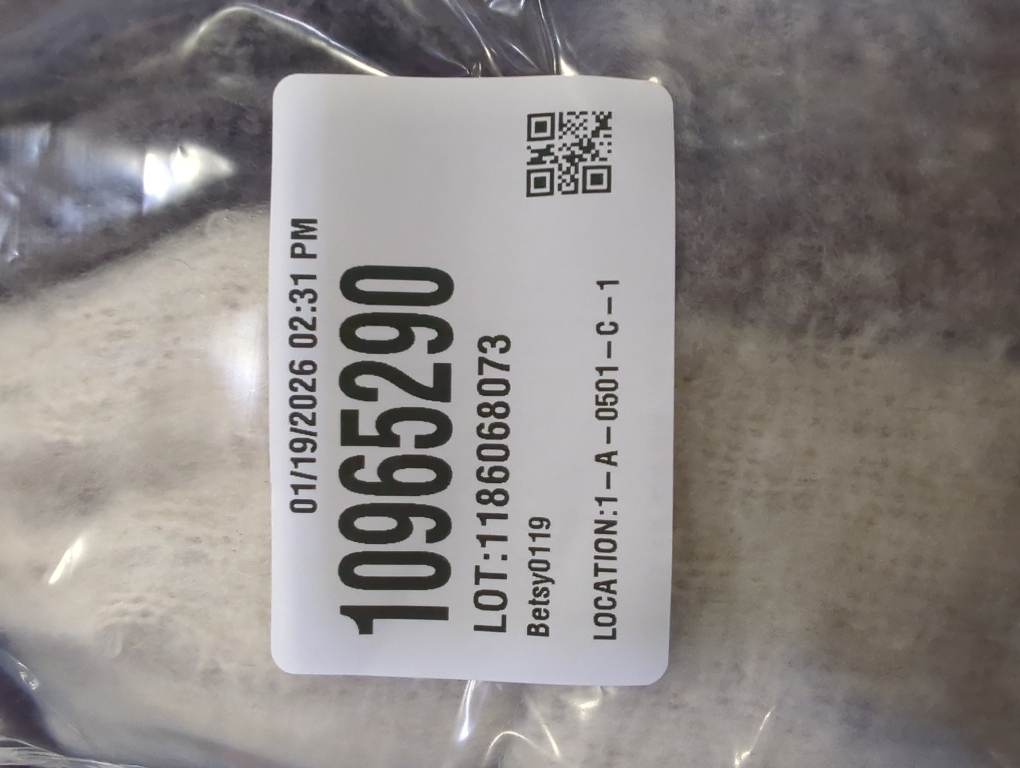 01/19/2026 02:31 PM
10965290
LOT:1186068073
Betsy0119
LOCATION:1-A-0501-C-1